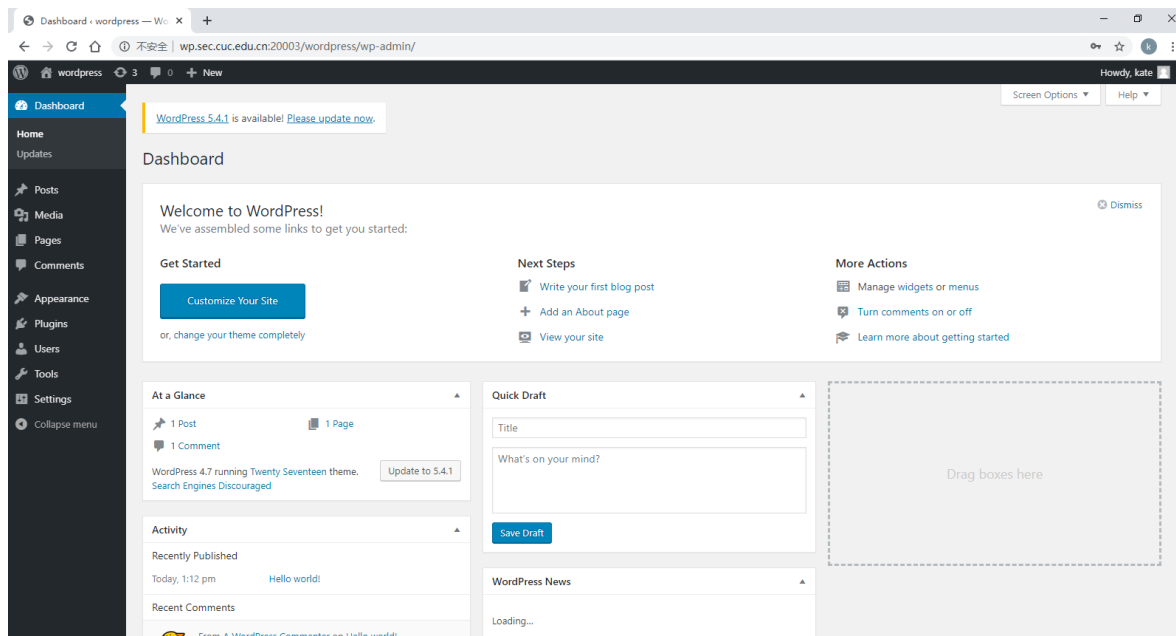 Dashboard ‹ wordpress — Wo
不安全 | wp.sec.cuc.edu.cn:20003/wordpress/wp-admin/
k
wordpress 3 0 + New Howdy, kate
Screen Options ▼ Help ▼
Dashboard
Home
Updates
Posts
Media
Pages
Comments
Appearance
Plugins
Users
Tools
Settings
Collapse menu
WordPress 5.4.1 is available! Please update now.
Dashboard
Welcome to WordPress!
Dismiss
We've assembled some links to get you started:
Get Started
Customize Your Site
or, change your theme completely
Next Steps
Write your first blog post
Add an About page
View your site
More Actions
Manage widgets or menus
Turn comments on or off
Learn more about getting started
At a Glance
1 Post 1 Page
1 Comment
WordPress 4.7 running Twenty Seventeen theme.
Update to 5.4.1
Search Engines Discouraged
Activity
Recently Published
Today, 1:12 pm Hello world!
Recent Comments
From A WordPress Commenter on Hello world!
Quick Draft
Title
What's on your mind?
Save Draft
WordPress News
Loading...
Drag boxes here